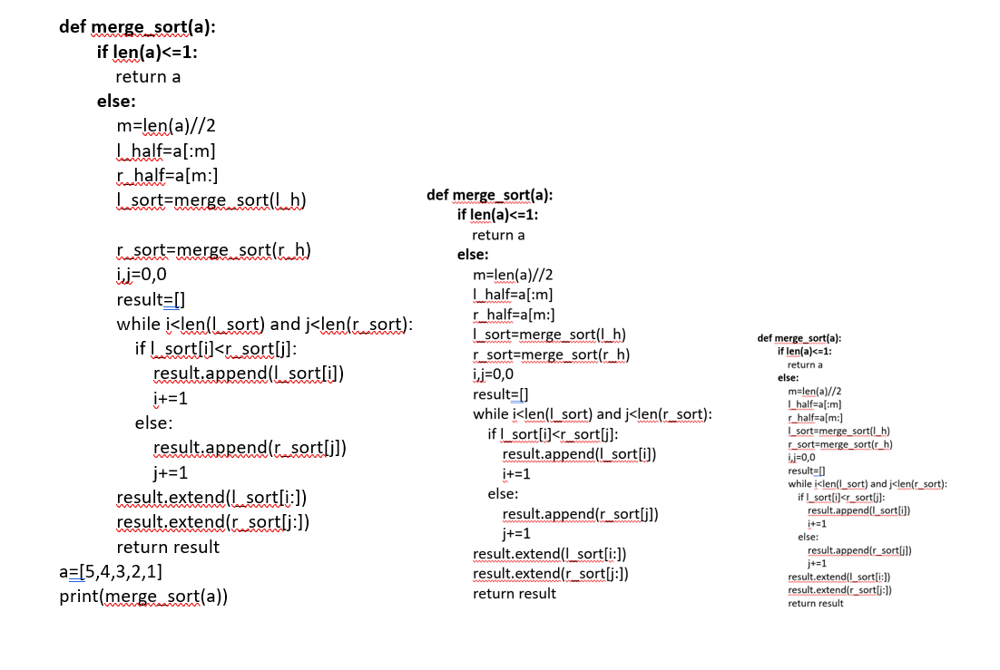 def merge_sort(a):
if len(a)<=1:
return a
else:
m=len(a)//2
l_half=a[:m]
r_half=a[m:]
l_sort=merge_sort(l_h)
r_sort=merge_sort(r_h)
i,j=0,0
result=[]
while i<len(l_sort) and j<len(r_sort):
if l_sort[i]<r_sort[j]:
result.append(l_sort[i])
i+=1
else:
result.append(r_sort[j])
j+=1
result.extend(l_sort[i:])
result.extend(r_sort[j:])
return result
a=[5,4,3,2,1]
print(merge_sort(a))
def merge_sort(a):
if len(a)<=1:
return a
else:
m=len(a)//2
l_half=a[:m]
r_half=a[m:]
l_sort=merge_sort(l_h)
r_sort=merge_sort(r_h)
i,j=0,0
result=[]
while i<len(l_sort) and j<len(r_sort):
if l_sort[i]<r_sort[j]:
result.append(l_sort[i])
i+=1
else:
result.append(r_sort[j])
j+=1
result.extend(l_sort[i:])
result.extend(r_sort[j:])
return result
def merge_sort(a):
if len(a)<=1:
return a
else:
m=len(a)//2
l_half=a[:m]
r_half=a[m:]
l_sort=merge_sort(l_h)
r_sort=merge_sort(r_h)
i,j=0,0
result=[]
while i<len(l_sort) and j<len(r_sort):
if l_sort[i]<r_sort[j]:
result.append(l_sort[i])
i+=1
else:
result.append(r_sort[j])
j+=1
result.extend(l_sort[i:])
result.extend(r_sort[j:])
return result